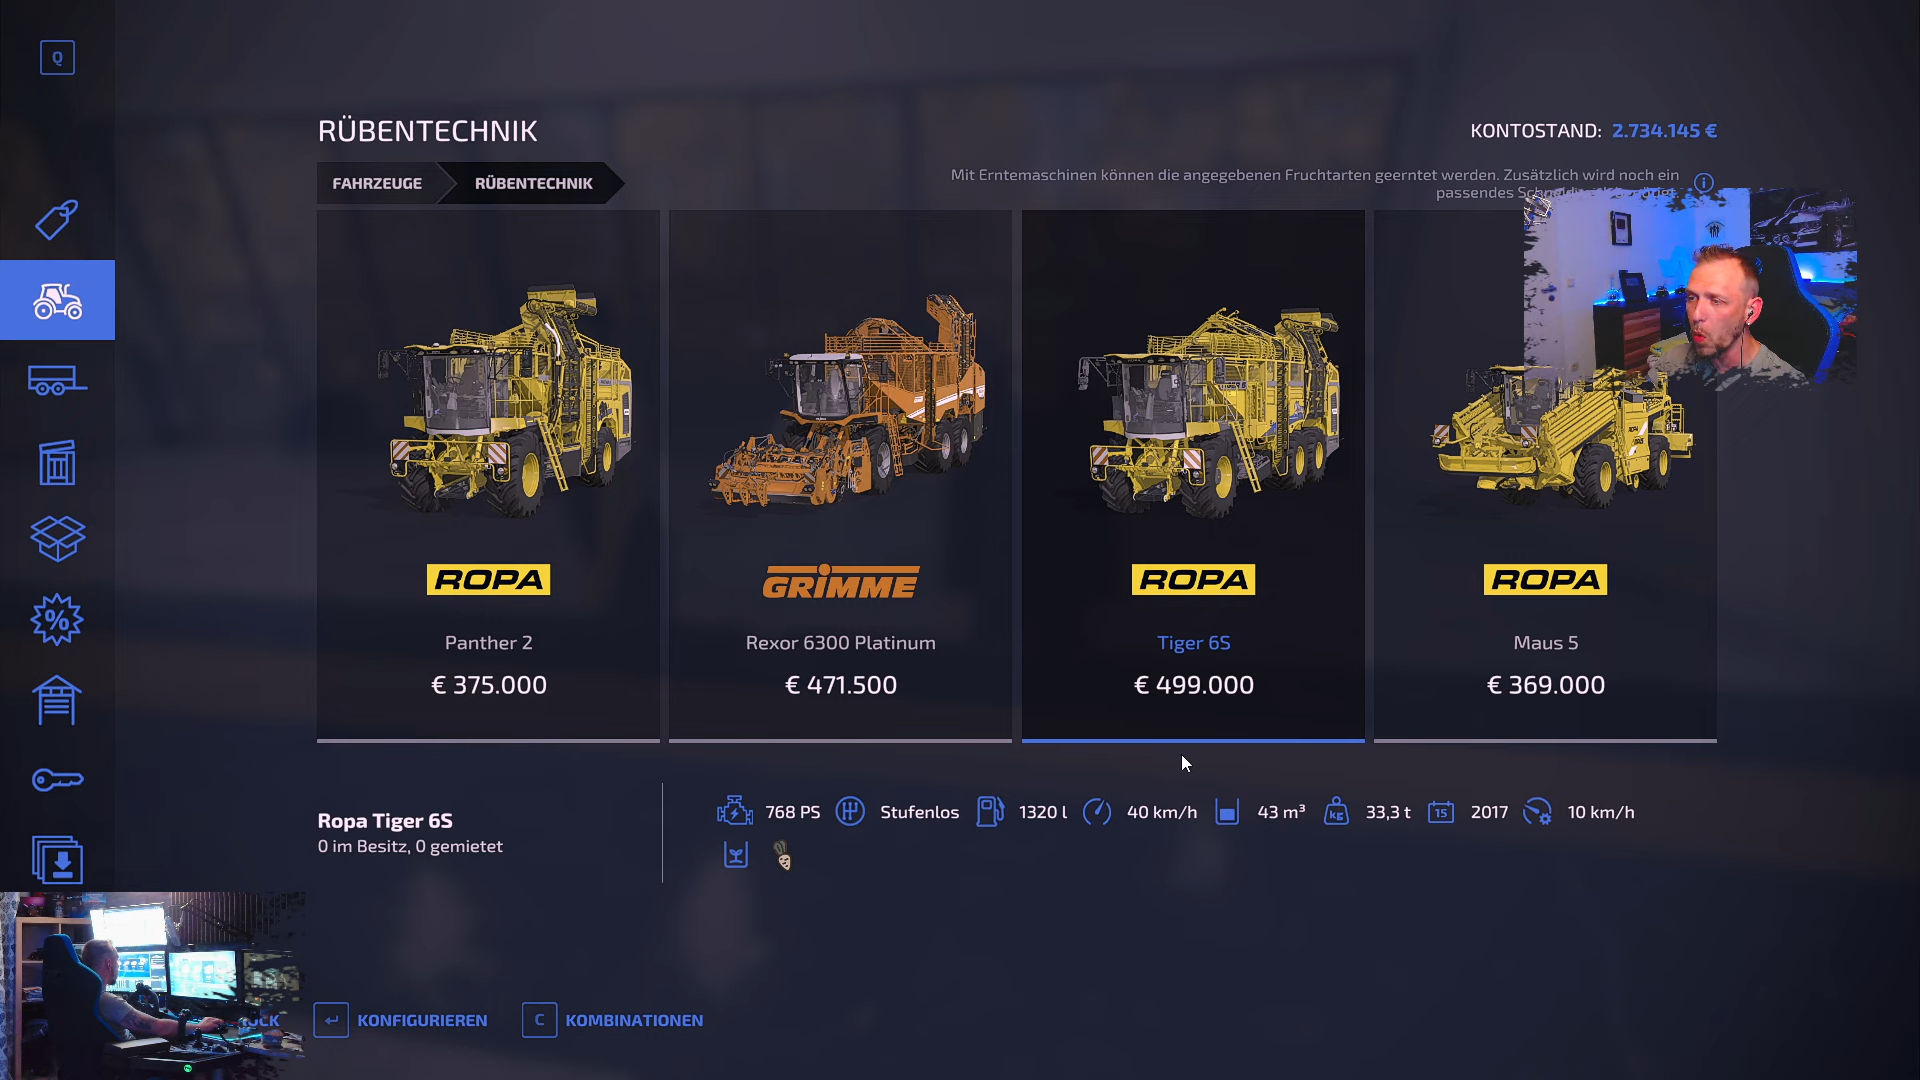 Q
RÜBENTECHNIK
KONTOSTAND: 2.734.145 €
FAHRZEUGE
RÜBENTECHNIK
Mit Erntemaschinen können die angegebenen Fruchtarten geerntet werden. Zusätzlich wird noch ein
passendes
ROPA
GRIMME
ROPA
ROPA
Panther 2
Rexor 6300 Platinum
Tiger 6S
Maus 5
€ 375.000
€ 471.500
€ 499.000
€ 369.000
Ropa Tiger 6S
0 im Besitz, 0 gemietet
768 PS
Stufenlos
1320 l
40 km/h
43 m³
KG
33,3 t
15
2017
10 km/h
KONFIGURIEREN
C
KOMBINATIONEN